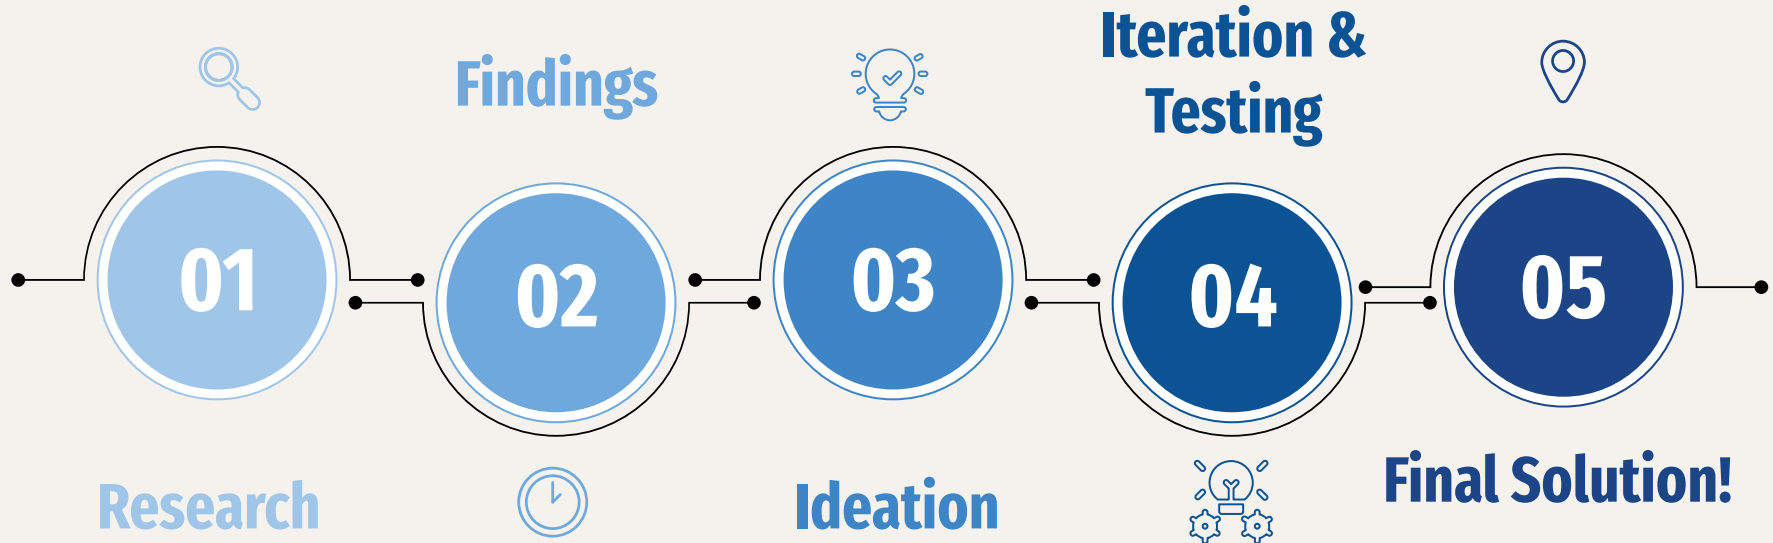 01
Research
Findings
02
03
Ideation
Iteration &
Testing
04
05
Final Solution!